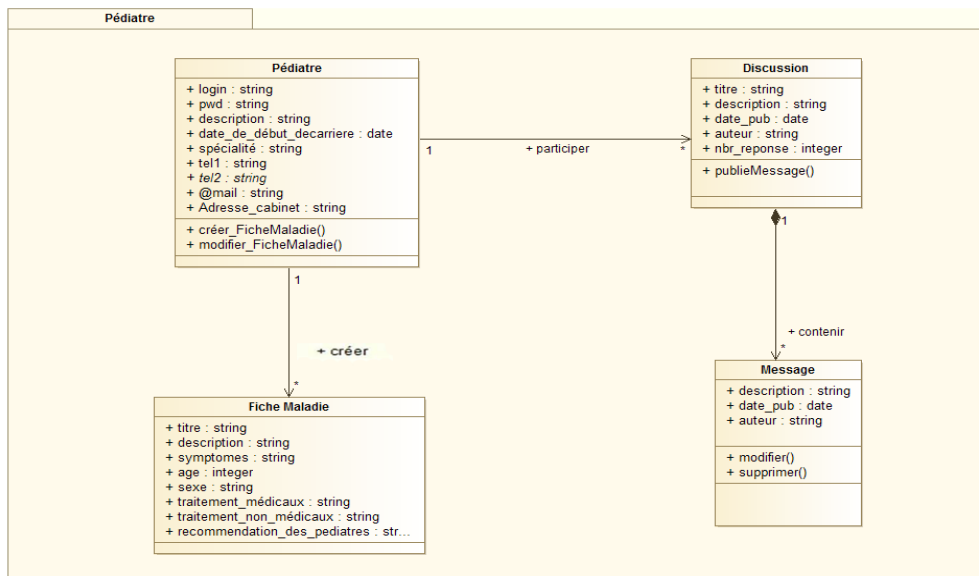 Pédiatre
Pédiatre
+ login : string
+ pwd : string
+ description : string
+ date_de_début_decarriere : date
+ spécialité : string
+ tel1 : string
+ tel2 : string
+ @mail : string
+ Adresse_cabinet : string
+ créer_FicheMaladie()
+ modifier_FicheMaladie()
1
+ participer
*
Discussion
+ titre : string
+ description : string
+ date_pub : date
+ auteur : string
+ nbr_reponse : integer
+ publieMessage()
1
+ contenir
*
Message
+ description : string
+ date_pub : date
+ auteur : string
+ modifier()
+ supprimer()
1
+ créer
*
Fiche Maladie
+ titre : string
+ description : string
+ symptomes : string
+ age : integer
+ sexe : string
+ traitement_médicaux : string
+ traitement_non_médicaux : string
+ recommendation_des_pediatres : str...